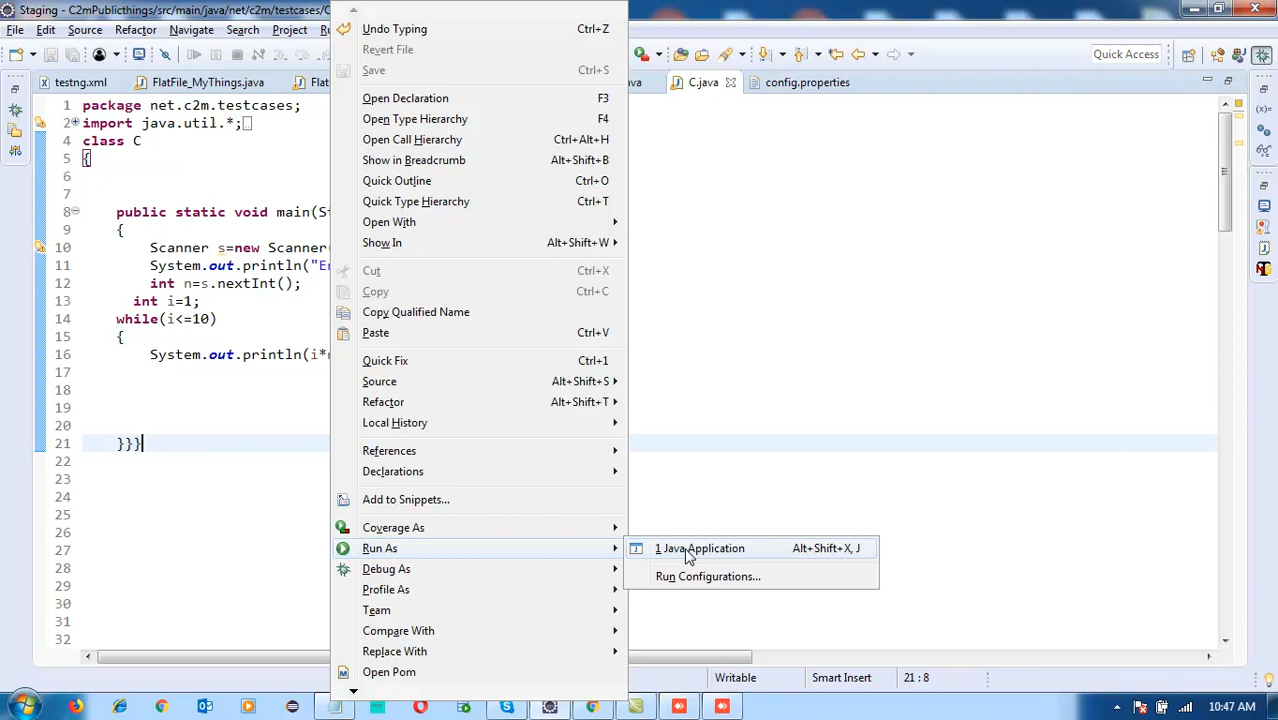 Staging - C2mPublicthings/src/main/java/net/c2m/testcases/C
File Edit Source Refactor Navigate Search Project Ru
Quick Access
testng.xml FlatFile_MyThings.java Flat ava C.java config.properties
1 package net.c2m.testcases;
2 import java.util.*;
4 class C
5 {
6
7
8 public static void main(St
9 {
10 Scanner s=new Scanner(
11 System.out.println("En
12 int n=s.nextInt();
13 int i=1;
14 while(i<=10)
15 {
16 System.out.println(i*n
17
18
19
20
21 }}}
22
23
24
25
26
27
28
29
30
31
32
Undo Typing Ctrl+Z
Revert File
Save Ctrl+S
Open Declaration F3
Open Type Hierarchy F4
Open Call Hierarchy Ctrl+Alt+H
Show in Breadcrumb Alt+Shift+B
Quick Outline Ctrl+O
Quick Type Hierarchy Ctrl+T
Open With
Show In Alt+Shift+W
Cut Ctrl+X
Copy Ctrl+C
Copy Qualified Name
Paste Ctrl+V
Quick Fix Ctrl+1
Source Alt+Shift+S
Refactor Alt+Shift+T
Local History
References
Declarations
Add to Snippets...
Coverage As
Run As
Debug As
Profile As
Team
Compare With
Replace With
Open Pom
1 Java Application Alt+Shift+X, J
Run Configurations...
Writable Smart Insert 21 : 8
10:47 AM